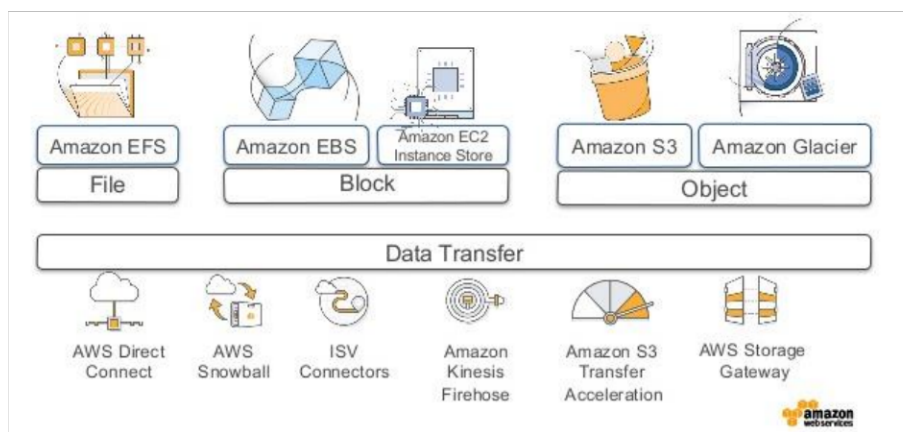 Amazon EFS
Amazon EBS
Amazon EC2
Instance Store
Amazon S3
Amazon Glacier
File
Block
Object
Data Transfer
AWS Direct
Connect
AWS
Snowball
ISV
Connectors
Amazon
Kinesis
Firehose
Amazon S3
Transfer
Acceleration
AWS Storage
Gateway
amazon
webservices